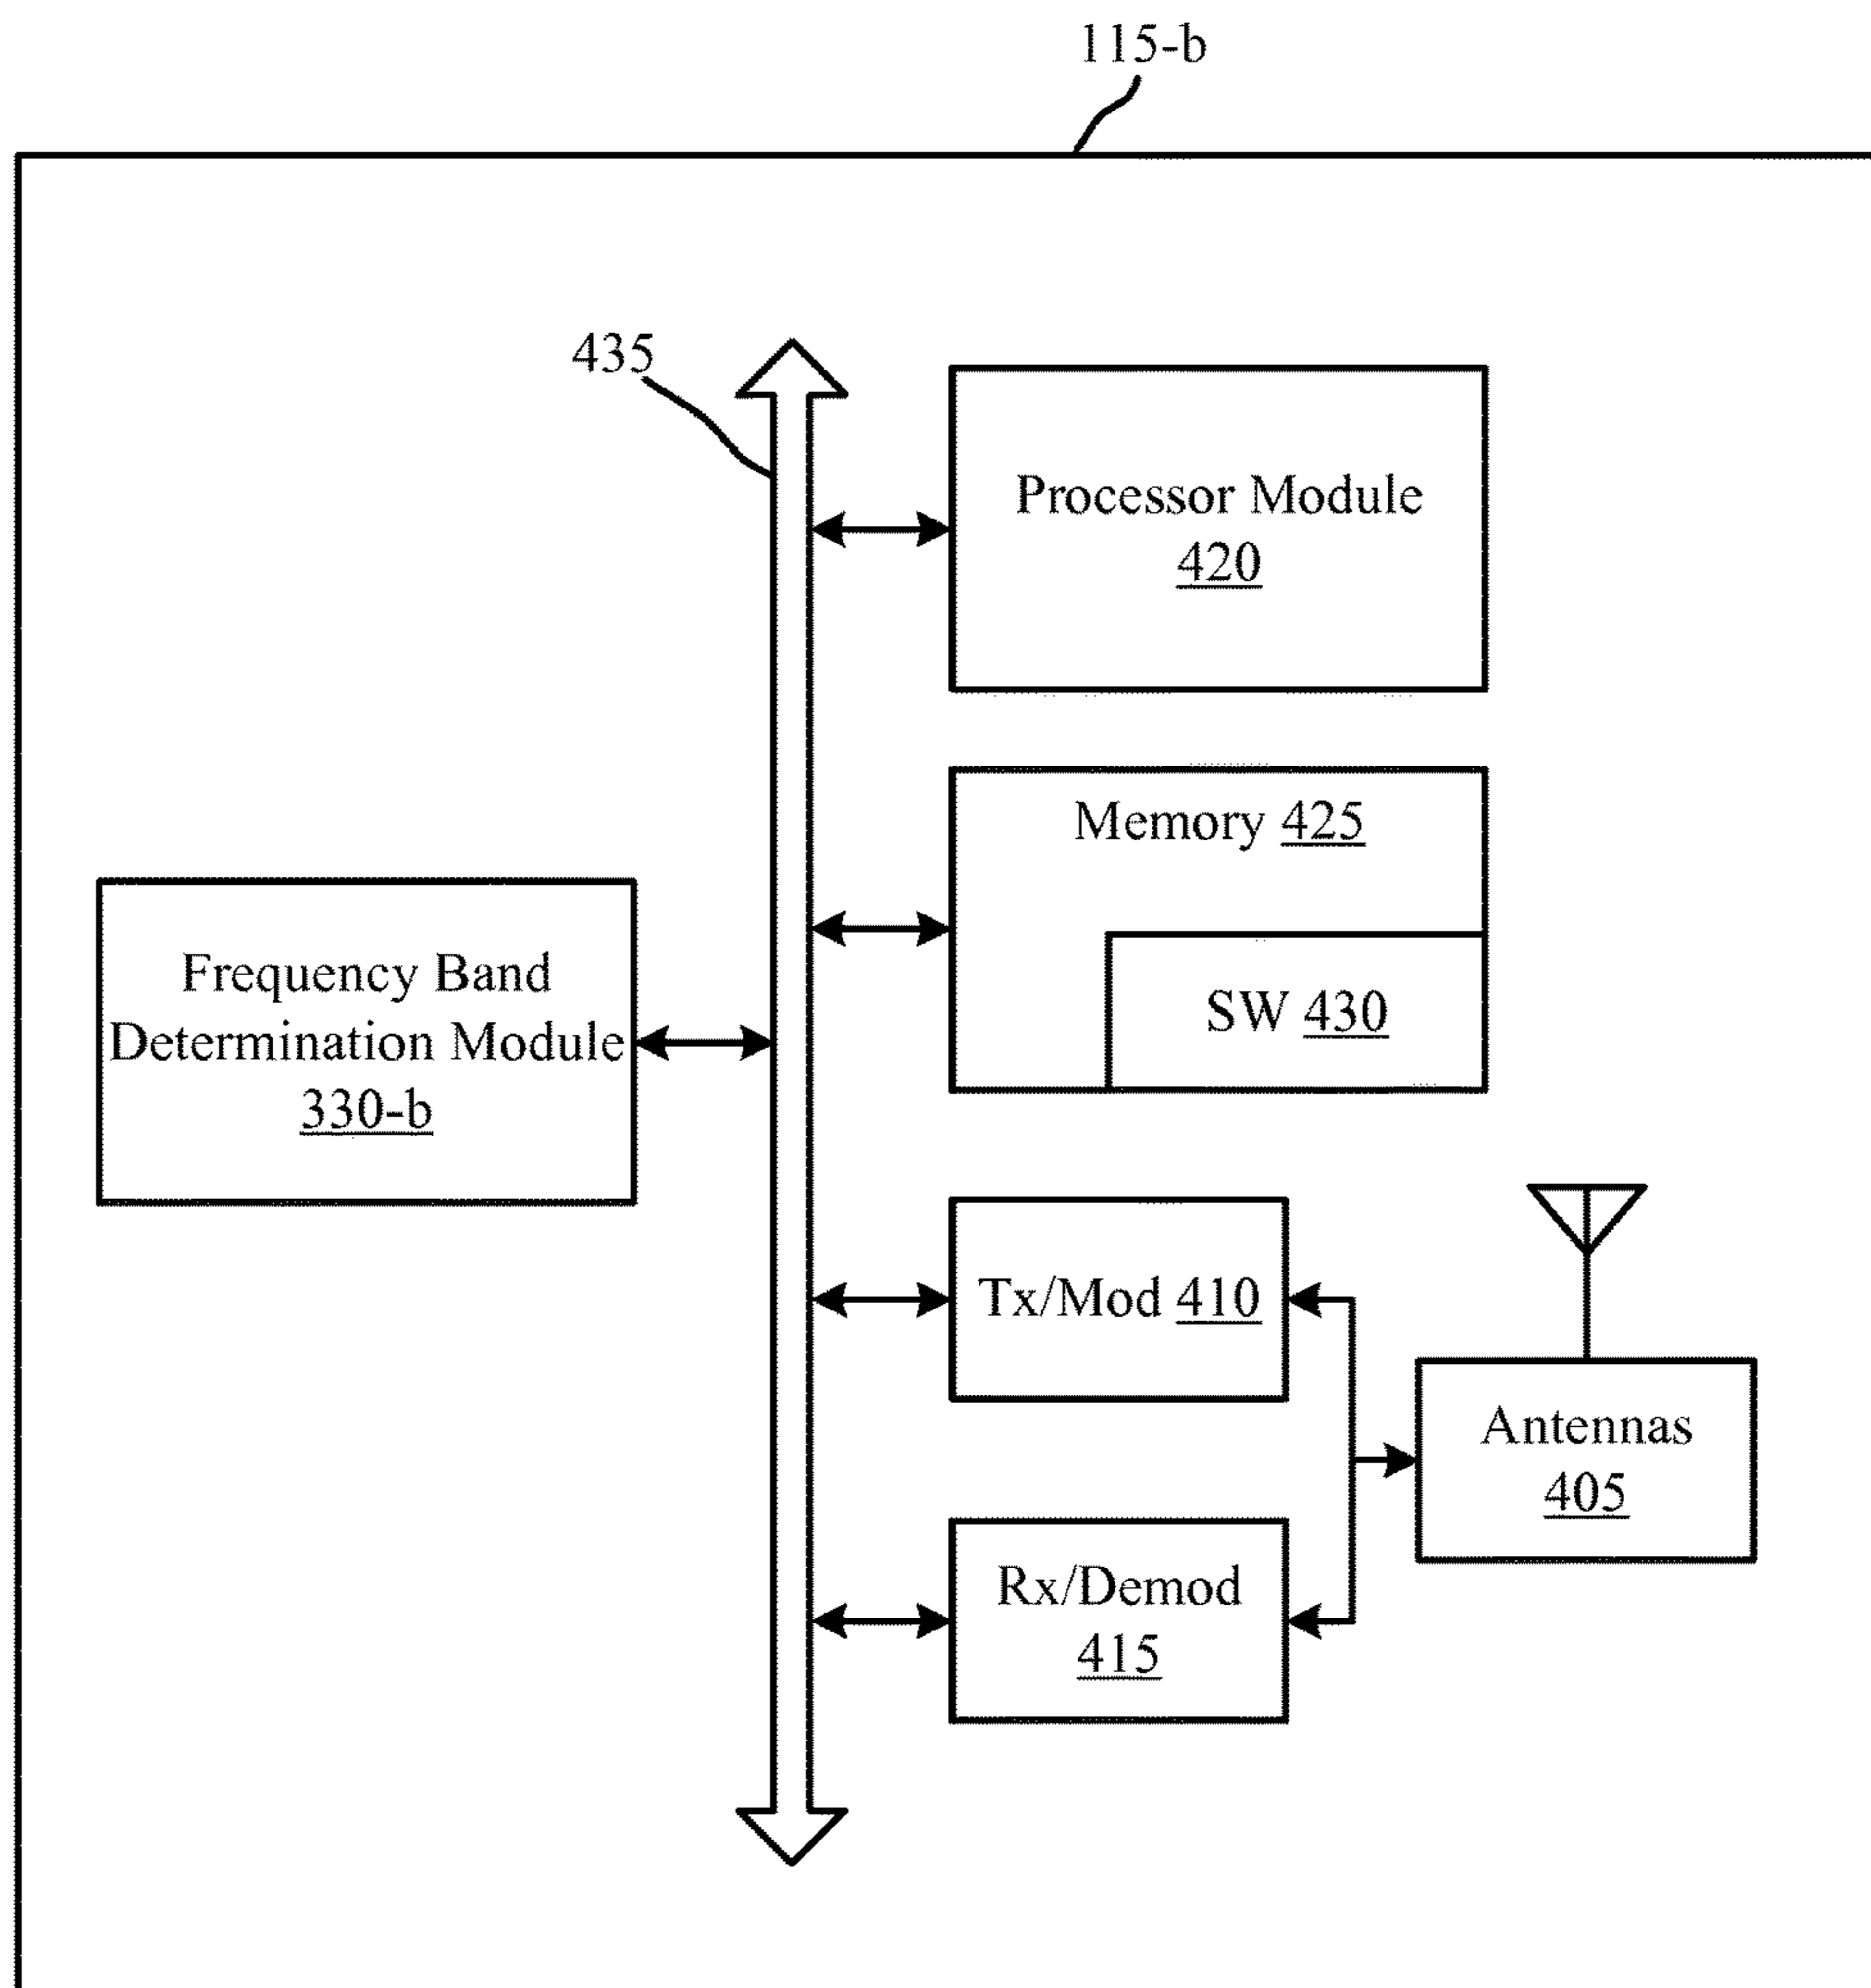 115-b
435
Processor Module
420
Memory 425
SW 430
Frequency Band
Determination Module
330-b
Tx/Mod 410
Antennas
405
Rx/Demod
415